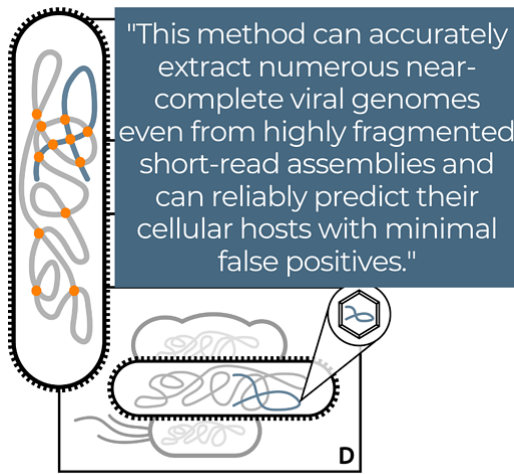 "This method can accurately
extract numerous near-
complete viral genomes
even from highly fragmented
short-read assemblies and
can reliably predict their
cellular hosts with minimal
false positives."
D